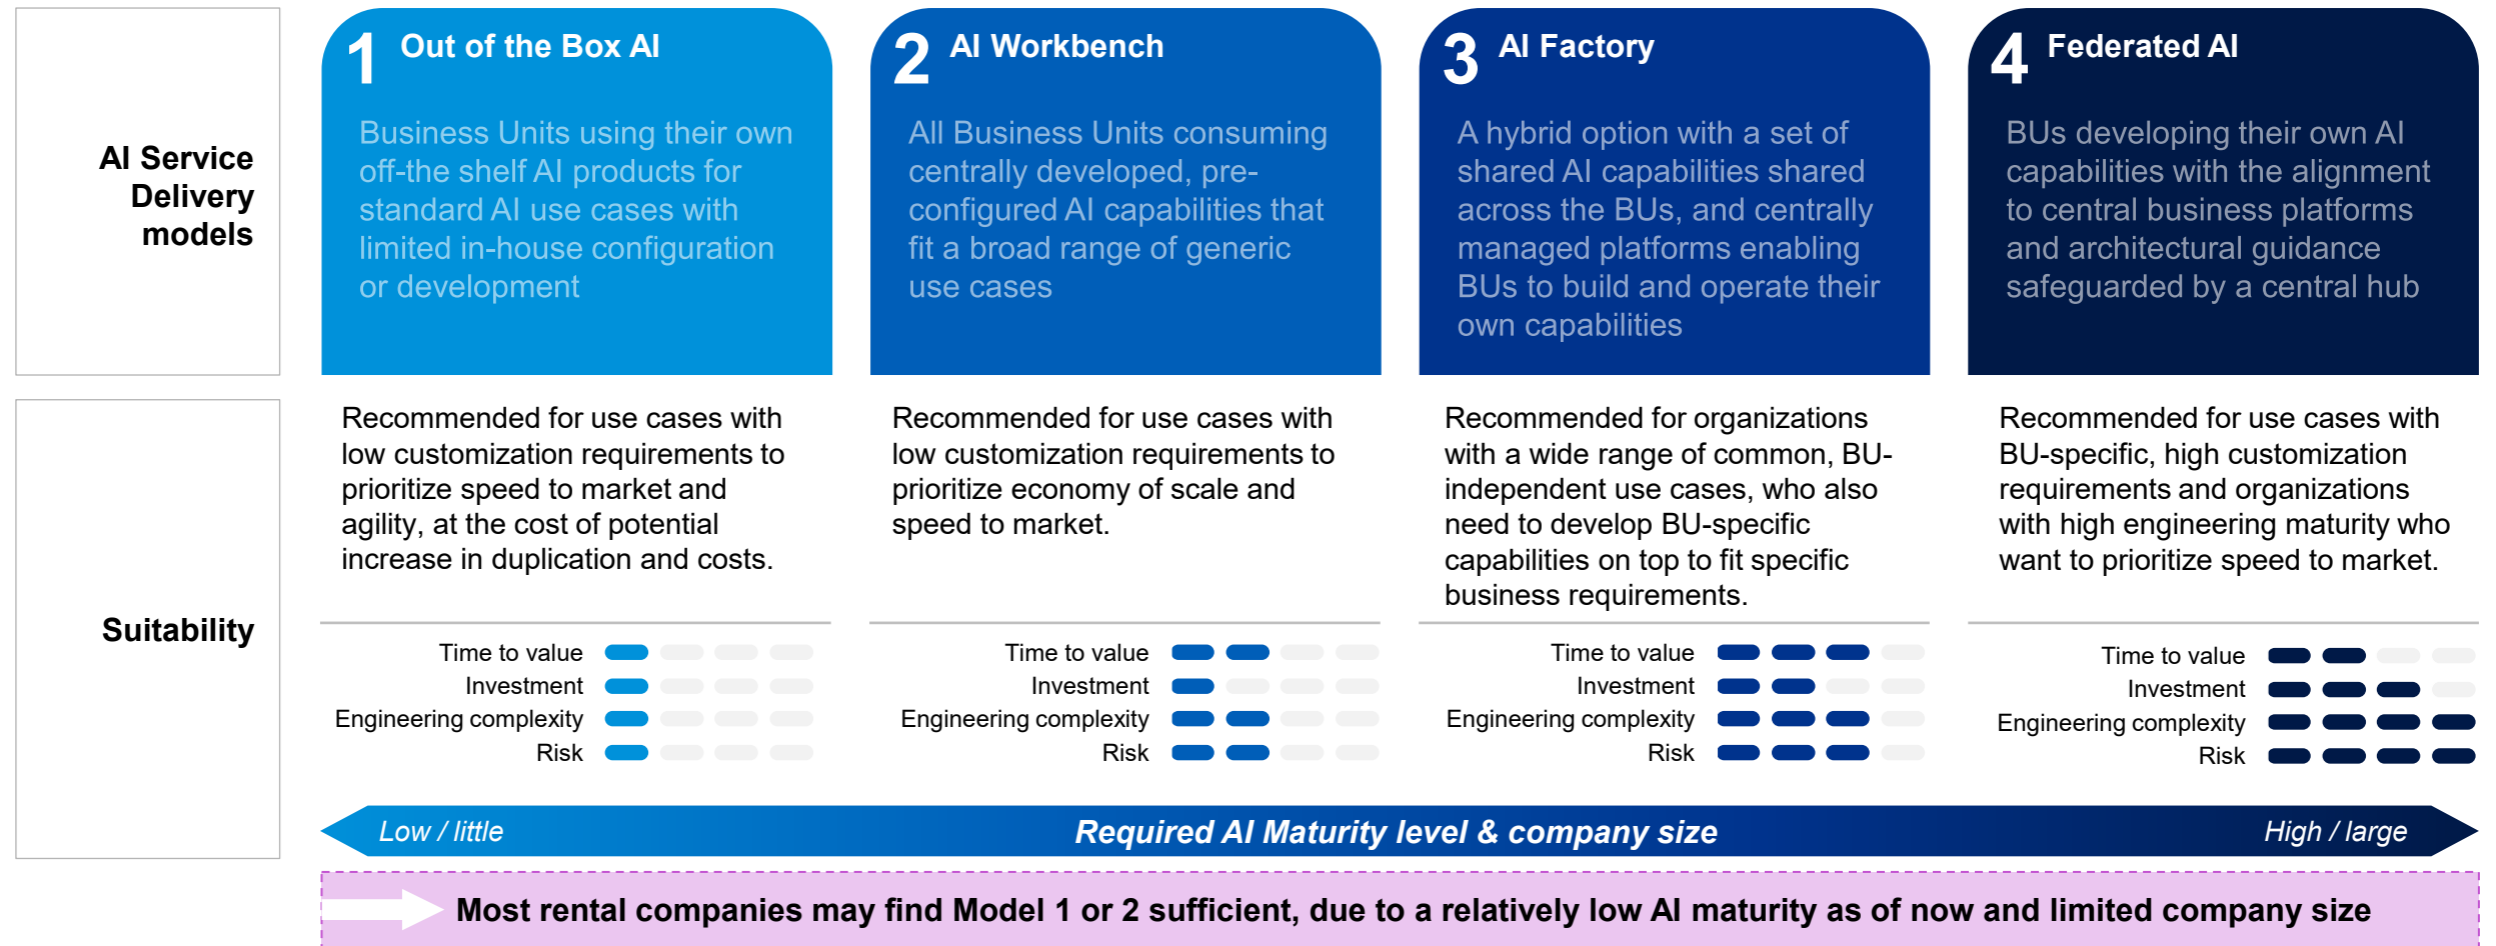 AI Service
Delivery
models
1 Out of the Box AI
Business Units using their own
off-the shelf AI products for
standard AI use cases with
limited in-house configuration
or development
2 AI Workbench
All Business Units consuming
centrally developed, pre-
configured AI capabilities that
fit a broad range of generic
use cases
3 AI Factory
A hybrid option with a set of
shared AI capabilities shared
across the BUs, and centrally
managed platforms enabling
BUs to build and operate their
own capabilities
4 Federated AI
BUs developing their own AI
capabilities with the alignment
to central business platforms
and architectural guidance
safeguarded by a central hub
Suitability
Recommended for use cases with
low customization requirements to
prioritize speed to market and
agility, at the cost of potential
increase in duplication and costs.
Time to value
Investment
Engineering complexity
Risk
Recommended for use cases with
low customization requirements to
prioritize economy of scale and
speed to market.
Time to value
Investment
Engineering complexity
Risk
Recommended for organizations
with a wide range of common, BU-
independent use cases, who also
need to develop BU-specific
capabilities on top to fit specific
business requirements.
Time to value
Investment
Engineering complexity
Risk
Recommended for use cases with
BU-specific, high customization
requirements and organizations
with high engineering maturity who
want to prioritize speed to market.
Time to value
Investment
Engineering complexity
Risk
Low / little
Required AI Maturity level & company size
High / large
Most rental companies may find Model 1 or 2 sufficient, due to a relatively low AI maturity as of now and limited company size